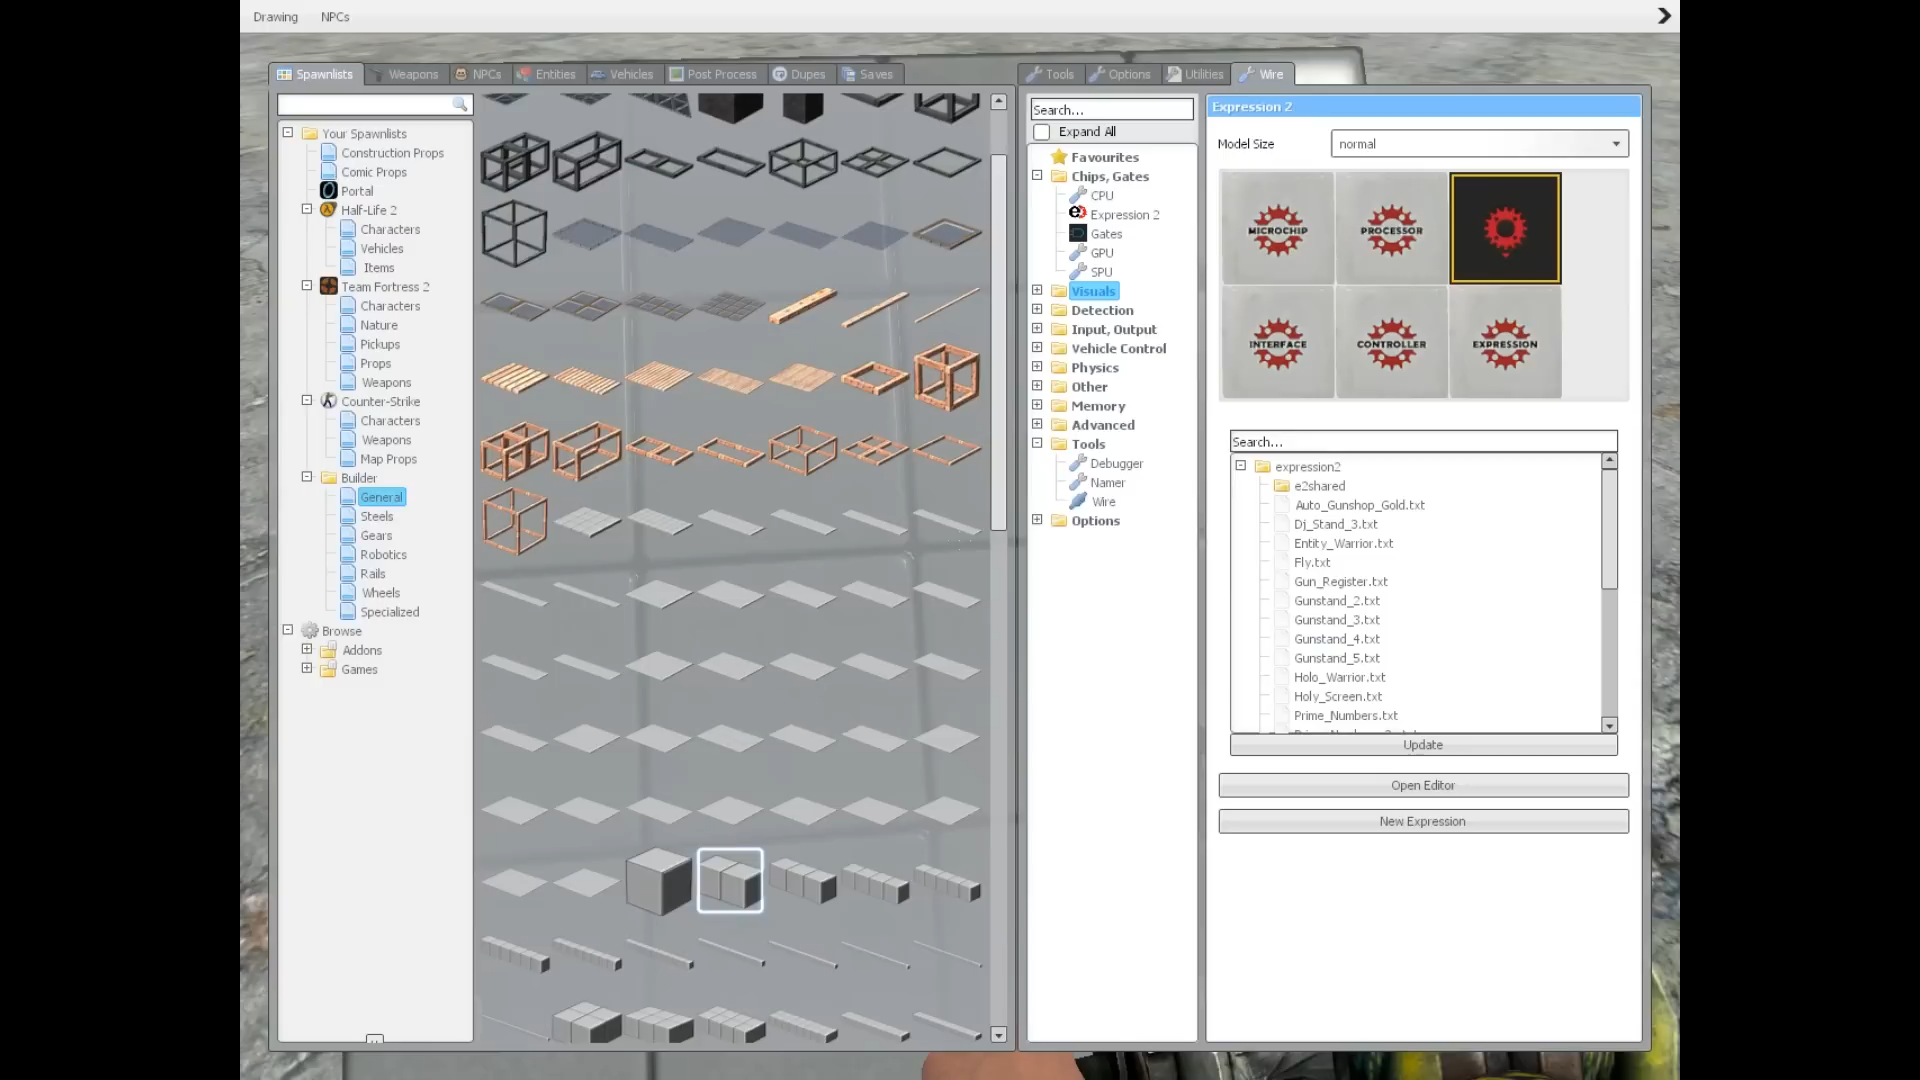 Drawing NPCs
Spawnlists Weapons NPCs Entities Vehicles Post Process Dupes Saves
Your Spawnlists
Construction Props
Comic Props
Portal
Half-Life 2
Characters
Vehicles
Items
Team Fortress 2
Characters
Nature
Pickups
Props
Weapons
Counter-Strike
Characters
Weapons
Map Props
Builder
General
Steels
Gears
Robotics
Rails
Wheels
Specialized
Browse
Addons
Games
Tools Options Utilities Wire
Search...
Expand All
Favourites
Chips, Gates
CPU
Expression 2
Gates
GPU
SPU
Visuals
Detection
Input, Output
Vehicle Control
Physics
Other
Memory
Advanced
Tools
Debugger
Namer
Wire
Options
Expression 2
Model Size normal
MICROCHIP PROCESSOR
INTERFACE CONTROLLER EXPRESSION
Search...
expression2
e2shared
Auto_Gunshop_Gold.txt
Dj_Stand_3.txt
Entity_Warrior.txt
Fly.txt
Gun_Register.txt
Gunstand_2.txt
Gunstand_3.txt
Gunstand_4.txt
Gunstand_5.txt
Holo_Warrior.txt
Holy_Screen.txt
Prime_Numbers.txt
Update
Open Editor
New Expression